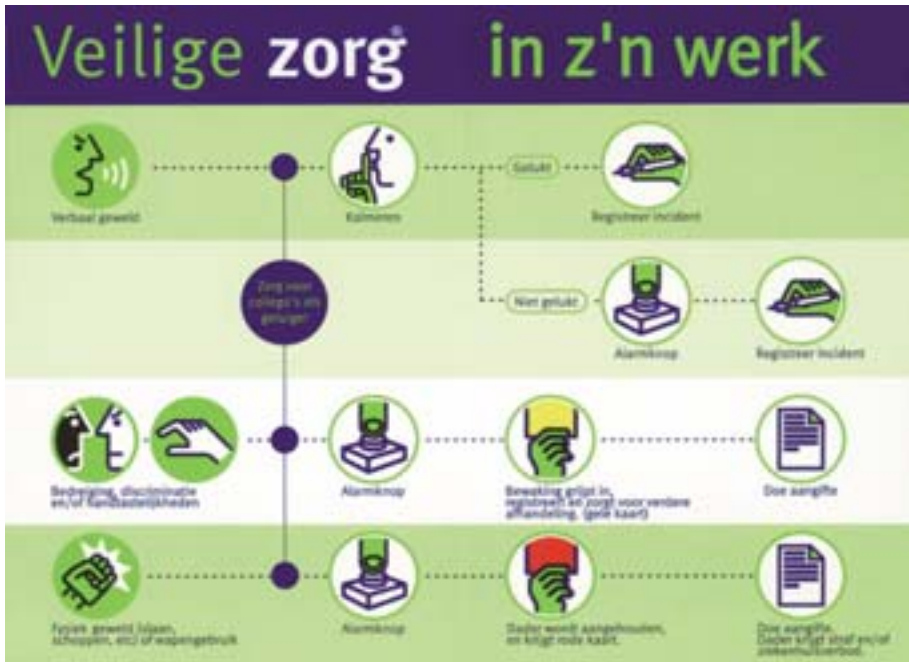 Veilige zorg® in z'n werk
Verbaal geweld
Kalmeren
Gelukt
Registreer incident
Zorg voor
collega's als
getuige!
Niet gelukt
Alarmknop
Registreer incident
Bedreiging, discriminatie
en/of handtastelijkheden
Alarmknop
Bewaking grijpt in,
registreert en zorgt voor verdere
afhandeling. (gele kaart)
Doe aangifte
Fysiek geweld (slaan,
schoppen, etc) of wapengebruik
Alarmknop
Dader wordt aangehouden,
en krijgt rode kaart.
Doe aangifte.
Dader krijgt straf en/of
ziekenhuisverbod.